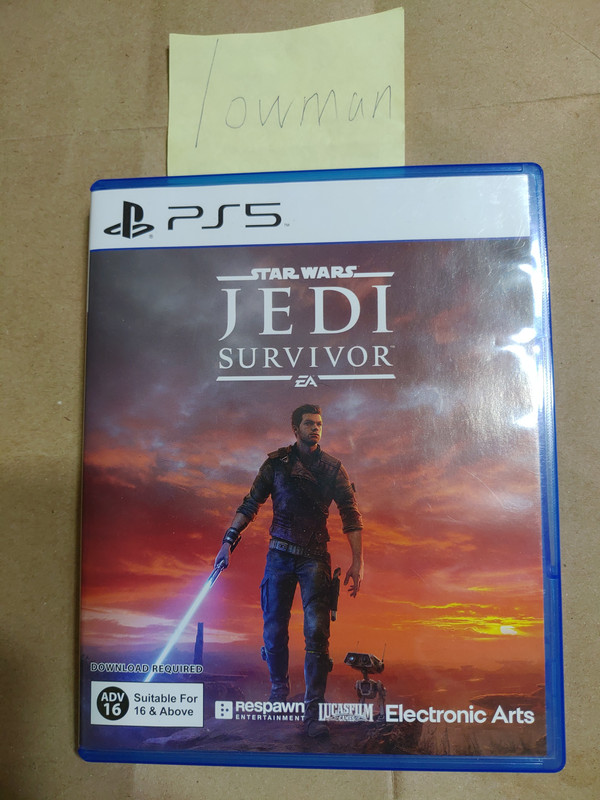 lowman
PS5
STAR WARS
JEDI
SURVIVOR™
EA
DOWNLOAD REQUIRED
ADV
16
Suitable For
16 & Above
Respawn
ENTERTAINMENT
LUCASFILM
GAMES
Electronic Arts